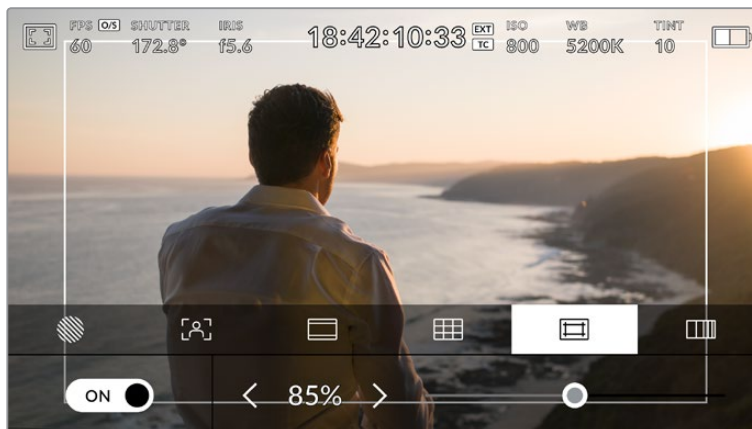 FPS O/S SHUTTER IRIS 18:42:10:33 EXT ISO WB TINT
60 172.8° f5.6 TC 800 5200K 10
ON 85%